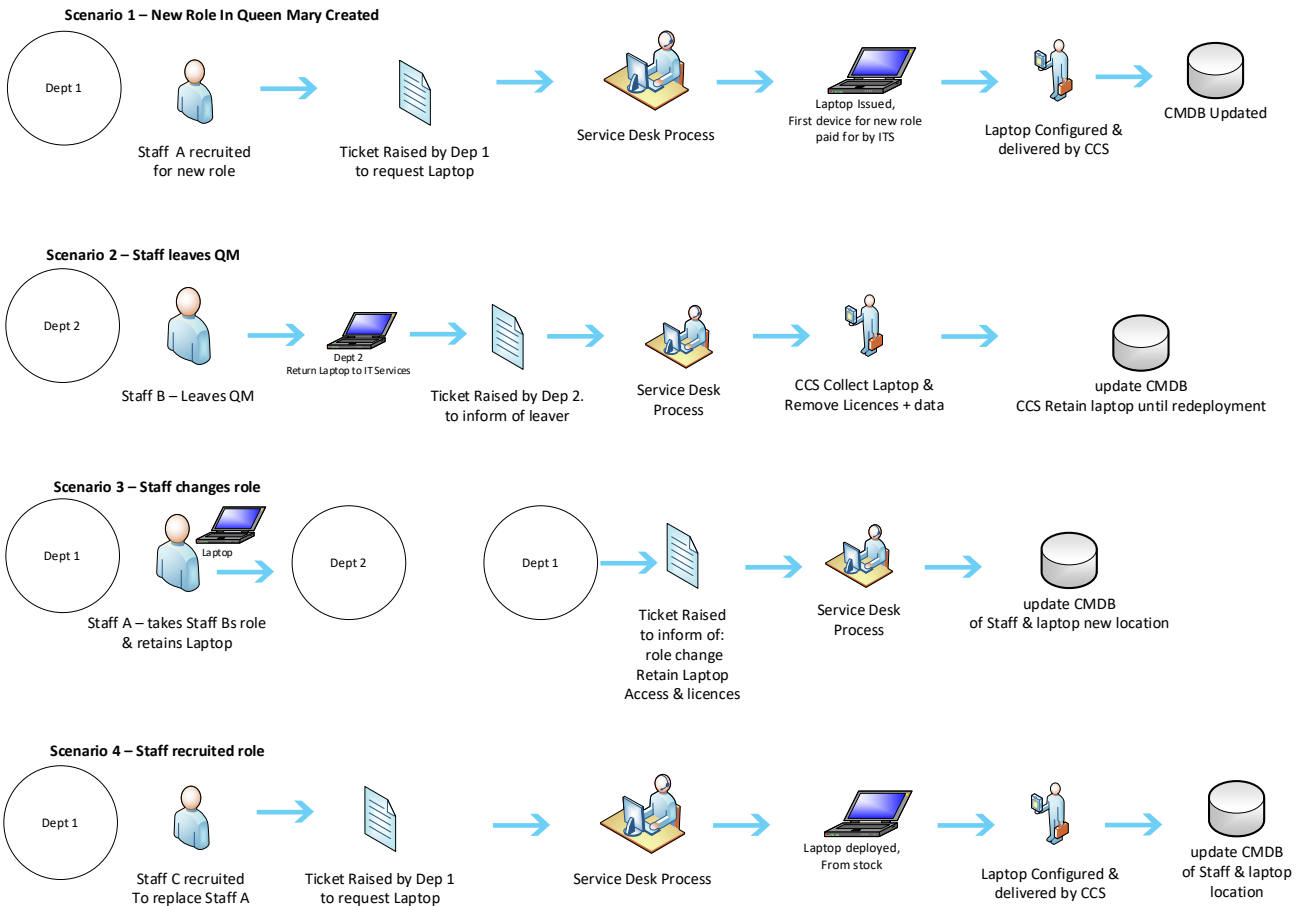 Scenario 1 – New Role In Queen Mary Created
Dept 1
Staff A recruited
for new role
Ticket Raised by Dep 1
to request Laptop
Service Desk Process
Laptop Issued,
First device for new role
paid for by ITS
Laptop Configured &
delivered by CCS
CMDB Updated
Scenario 2 – Staff leaves QM
Dept 2
Staff B – Leaves QM
Dept 2
Return Laptop to IT Services
Ticket Raised by Dep 2.
to inform of leaver
Service Desk
Process
CCS Collect Laptop &
Remove Licences + data
update CMDB
CCS Retain laptop until redeployment
Scenario 3 – Staff changes role
Dept 1
Laptop
Staff A – takes Staff Bs role
& retains Laptop
Dept 2
Dept 1
Ticket Raised
to inform of:
role change
Retain Laptop
Access & licences
Service Desk
Process
update CMDB
of Staff & laptop new location
Scenario 4 – Staff recruited role
Dept 1
Staff C recruited
To replace Staff A
Ticket Raised by Dep 1
to request Laptop
Service Desk Process
Laptop deployed,
From stock
Laptop Configured &
delivered by CCS
update CMDB
of Staff & laptop
location